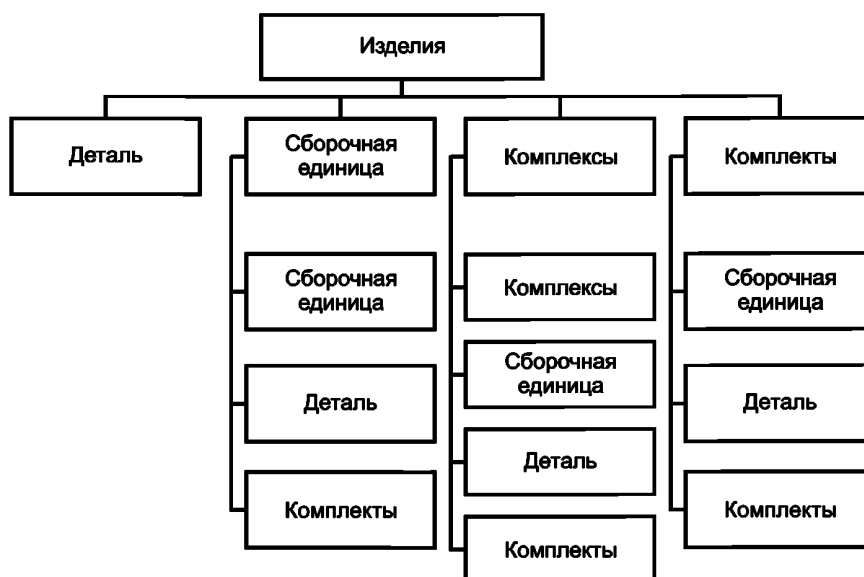 Изделия
Деталь
Сборочная
единица
Комплексы
Комплекты
Сборочная
единица
Комплексы
Сборочная
единица
Сборочная
единица
Деталь
Деталь
Деталь
Комплекты
Комплекты
Комплекты